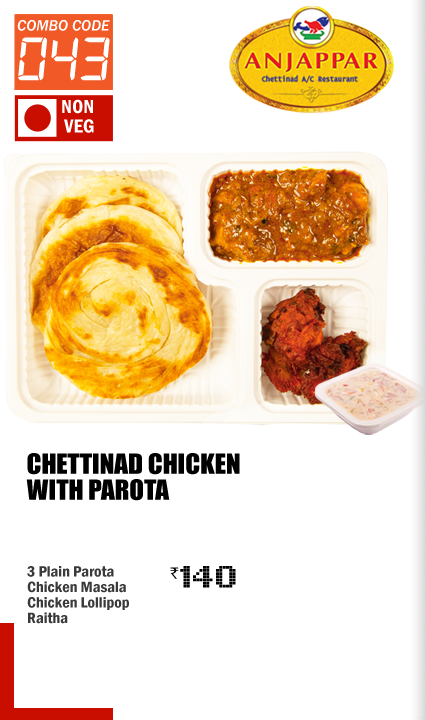 COMBO CODE
043
NON
VEG
ANJAPPAR
Chettinad A/C Restaurant
CHETTINAD CHICKEN
WITH PAROTA
3 Plain Parota
Chicken Masala
Chicken Lollipop
Raitha
₹140